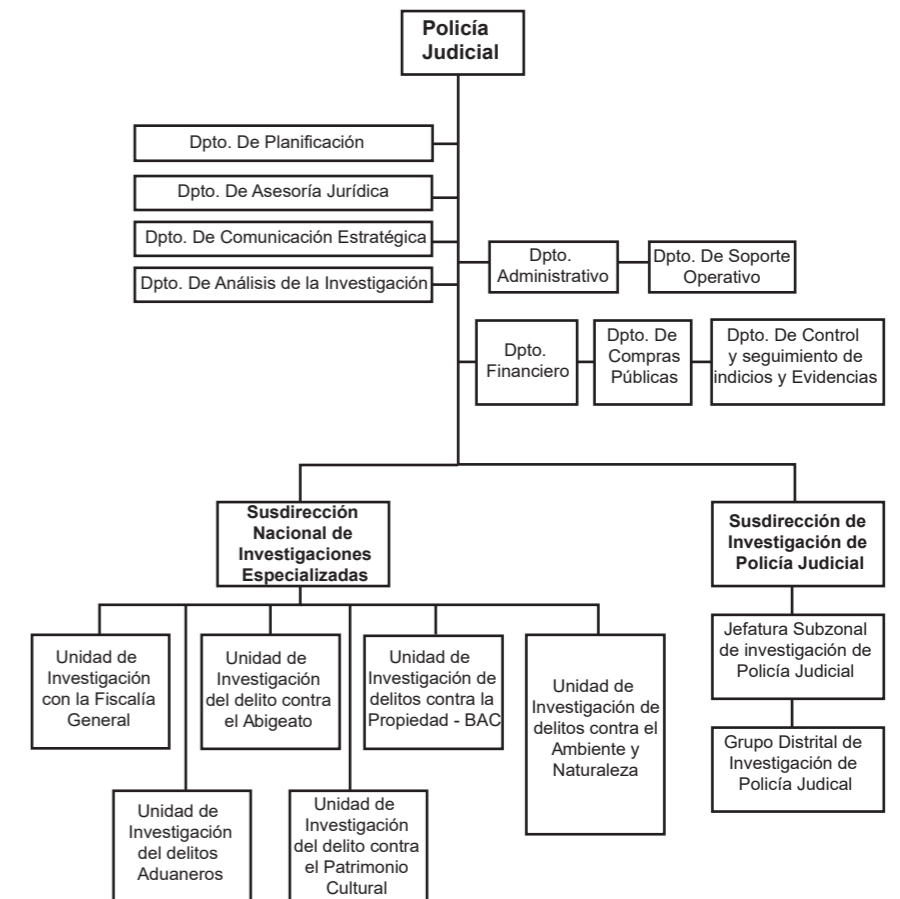 Policía
Judicial
Dpto. De Planificación
Dpto. De Asesoría Jurídica
Dpto. De Comunicación Estratégica
Dpto. De Análisis de la Investigación
Dpto.
Administrativo
Dpto. De Soporte
Operativo
Dpto.
Financiero
Dpto. De
Compras
Públicas
Dpto. De Control
y seguimiento de
indicios y Evidencias
Susdirección
Nacional de
Investigaciones
Especializadas
Susdirección de
Investigación de
Policía Judicial
Unidad de
Investigación
con la Fiscalía
General
Unidad de
Investigación
del delito contra
el Abigeato
Unidad de
Investigación de
delitos contra la
Propiedad - BAC
Unidad de
Investigación de
delitos contra el
Ambiente y
Naturaleza
Jefatura Subzonal
de investigación de
Policía Judicial
Grupo Distrital de
Investigación de
Policía Judical
Unidad de
Investigación
del delitos
Aduaneros
Unidad de
Investigación
del delito contra
el Patrimonio
Cultural